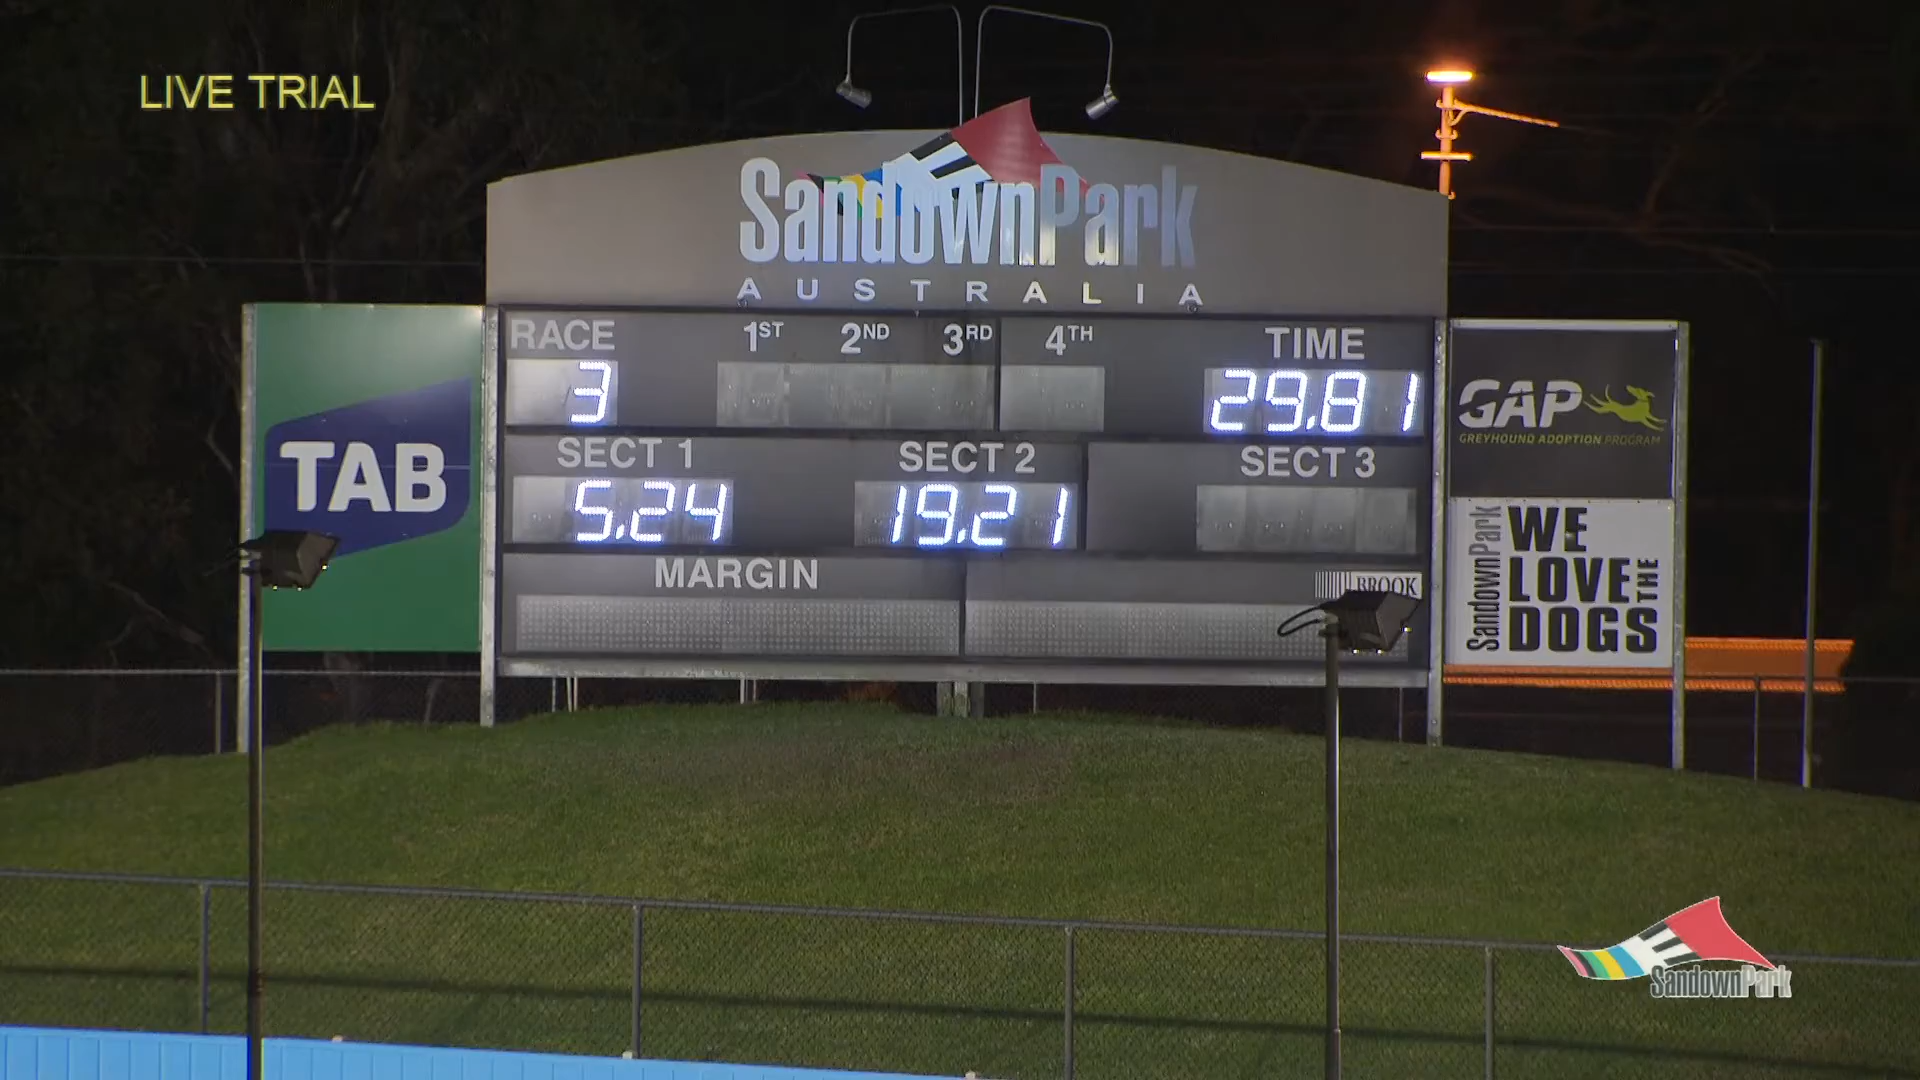 LIVE TRIAL
SandownPark
AUSTRALIA
RACE 1ST 2ND 3RD 4TH TIME
3 29.81
SECT 1 SECT 2 SECT 3
5.24 19.21
MARGIN
BROOK
TAB
GAP
GREYHOUND ADOPTION PROGRAM
SandownPark
WE
LOVE THE
DOGS
SandownPark